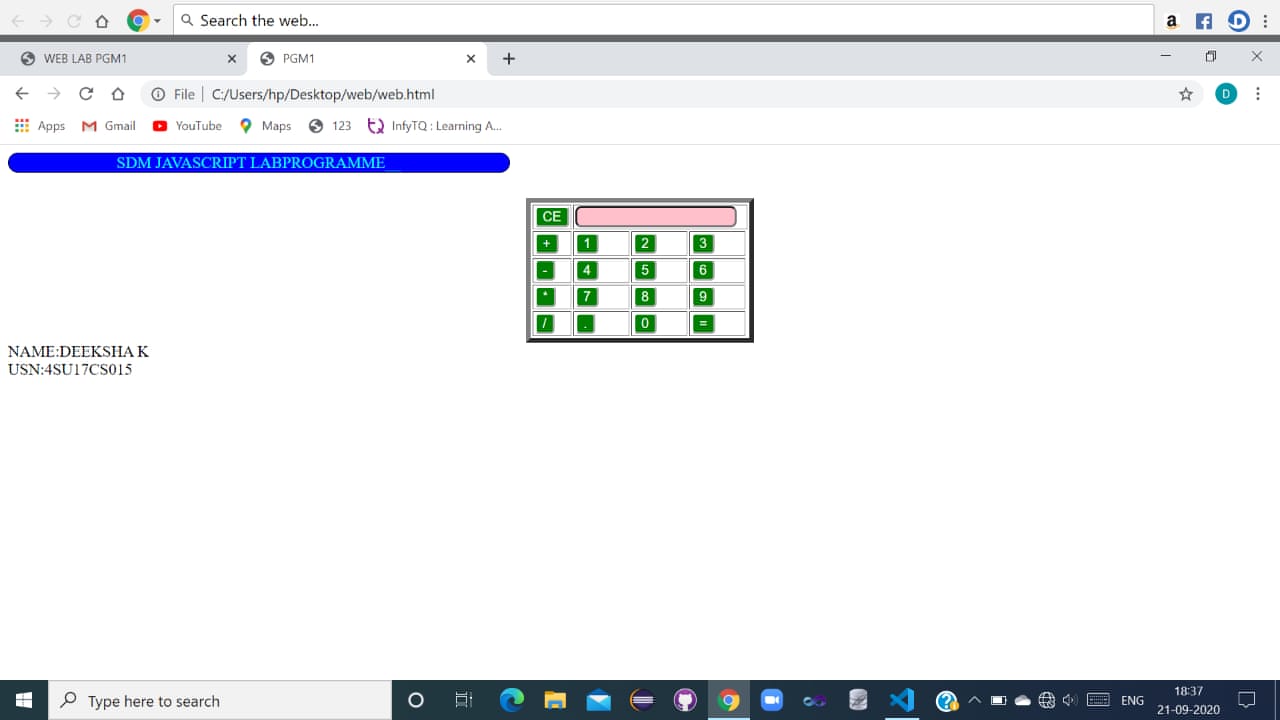 Search the web...
WEB LAB PGM1
PGM1
File | C:/Users/hp/Desktop/web/web.html
D
Apps Gmail YouTube Maps 123 InfyTQ : Learning A...
SDM JAVASCRIPT LABPROGRAMME__
CE
+ 1 2 3
- 4 5 6
* 7 8 9
/ . 0 =
NAME:DEEKSHA K
USN:4SU17CS015
Type here to search
ENG
18:37
21-09-2020